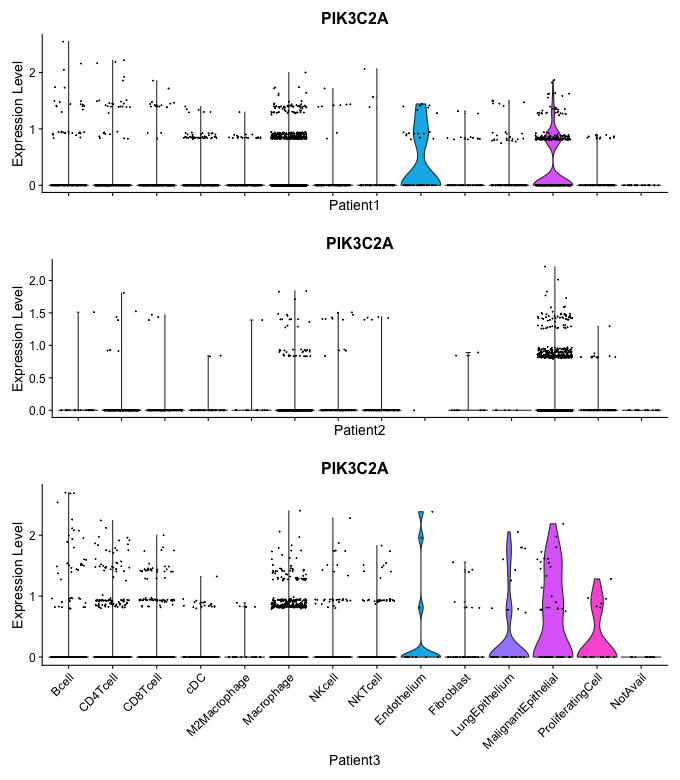 PIK3C2A
Expression Level
2
1
0
Patient1
PIK3C2A
Expression Level
2.0
1.5
1.0
0.5
0.0
Patient2
PIK3C2A
Expression Level
2
1
0
Bcell
CD4Tcell
CD8Tcell
cDC
M2Macrophage
Macrophage
NKcell
NKTcell
Endothelium
Fibroblast
LungEpithelium
MalignantEpithelial
ProliferatingCell
NotAvail
Patient3